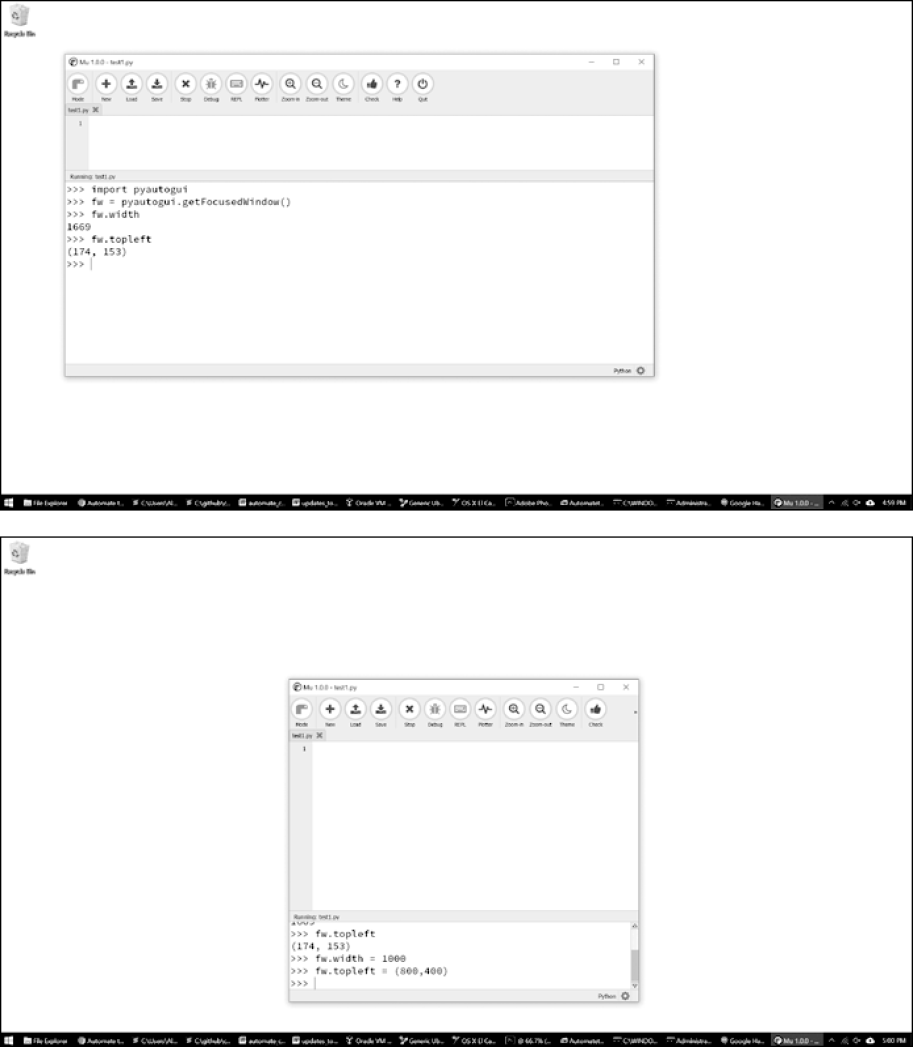 Recycle Bin
Mu 1.0.0 - test1.py
Mode New Load Save Stop Debug REPL Plotter Zoom-in Zoom-out Theme Check Help Quit
test1.py
1
Running: test1.py
>>> import pyautogui
>>> fw = pyautogui.getFocusedWindow()
>>> fw.width
1669
>>> fw.topleft
(174, 153)
>>>
Python
File Explorer Automate t... C:\Users\Al... C:\github\... automate_... updates_to... Oracle VM ... Generic Ub... OS X El Ca... Adobe Pho... Automatet... C:\WINDO... Administra... Google Ha... Mu 1.0.0 - ... 4:59 PM
Recycle Bin
Mu 1.0.0 - test1.py
Mode New Load Save Stop Debug REPL Plotter Zoom-in Zoom-out Theme Check
test1.py
1
Running: test1.py
1669
>>> fw.topleft
(174, 153)
>>> fw.width = 1000
>>> fw.topleft = (800,400)
>>>
Python
File Explorer Automate t... C:\Users\Al... C:\github\... automate_... updates_to... Oracle VM ... Generic Ub... OS X El Ca... @ 66.7% (... Automatet... C:\WINDO... Administra... Google Ha... Mu 1.0.0 - ... 5:00 PM